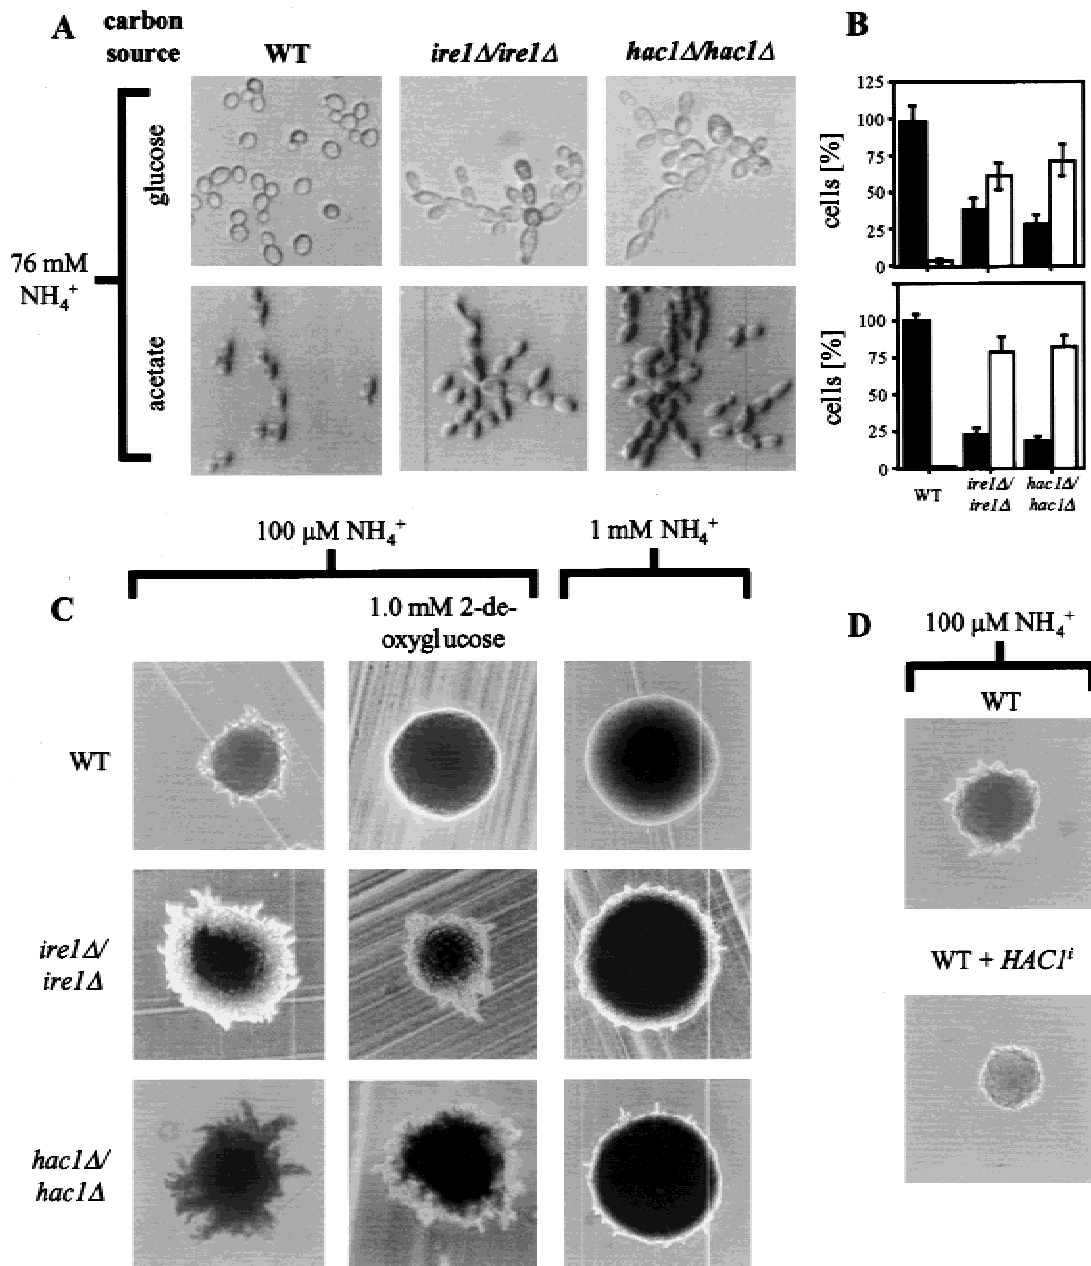 A
carbon
source
WT
ire1Δ/ire1Δ
hac1Δ/hac1Δ
B
76 mM
NH₄⁺
glucose
acetate
cells [%]
125
100
75
50
25
0
cells [%]
100
75
50
25
0
WT
ire1Δ/
ire1Δ
hac1Δ/
hac1Δ
100 μM NH₄⁺
1 mM NH₄⁺
C
1.0 mM 2-de-
oxyglucose
WT
ire1Δ/
ire1Δ
hac1Δ/
hac1Δ
D
100 μM NH₄⁺
WT
WT + HAC1ⁱ